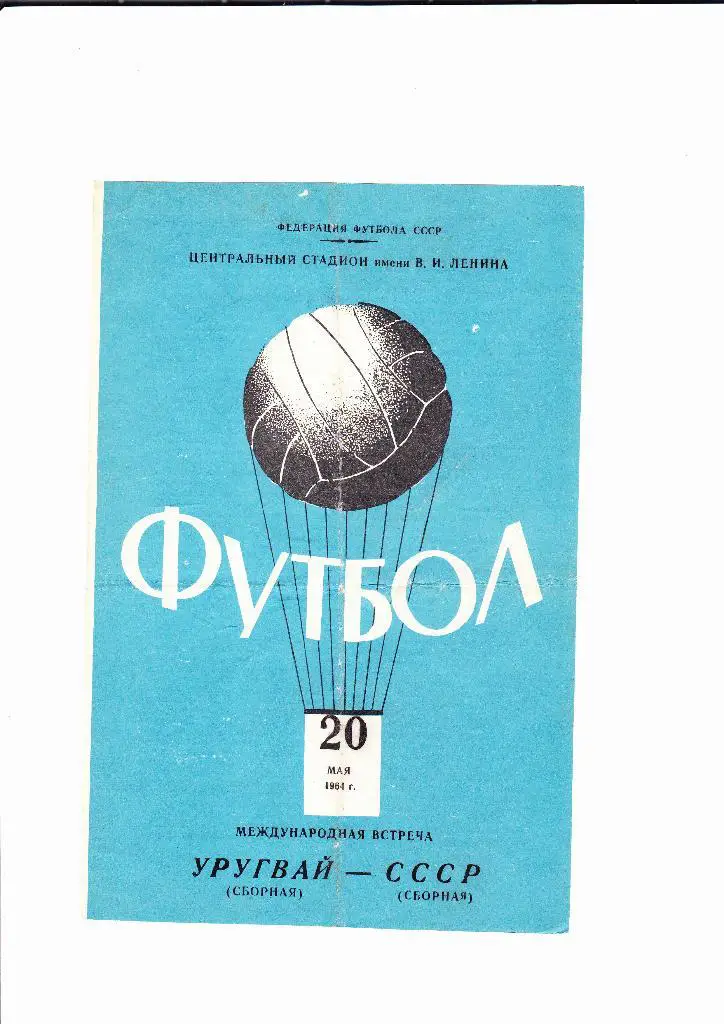 ФЕДЕРАЦИЯ ФУТБОЛА СССР
ЦЕНТРАЛЬНЫЙ СТАДИОН имени В. И. ЛЕНИНА
ФУТБОЛ
20
МАЯ
1964 г.
МЕЖДУНАРОДНАЯ ВСТРЕЧА
УРУГВАЙ — СССР
(СБОРНАЯ) (СБОРНАЯ)